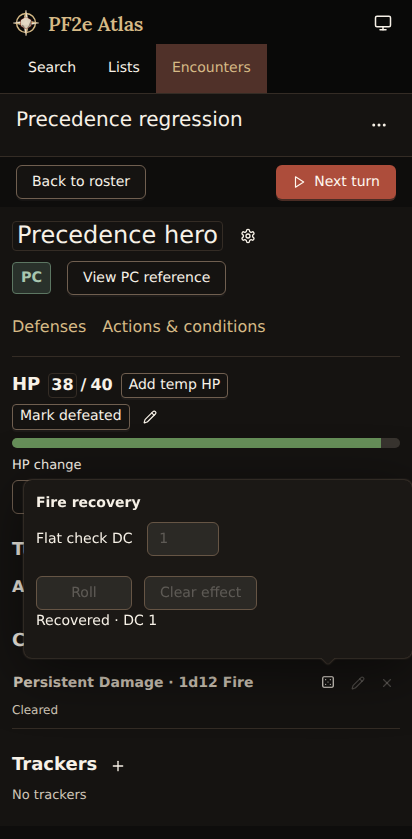 PF2e Atlas
Search Lists Encounters
Precedence regression
...
Back to roster Next turn
Precedence hero
PC View PC reference
Defenses Actions & conditions
HP 38 / 40 Add temp HP
Mark defeated
HP change
Fire recovery
Flat check DC 1
T
A
Roll Clear effect
Recovered · DC 1
C
Persistent Damage · 1d12 Fire
Cleared
Trackers +
No trackers